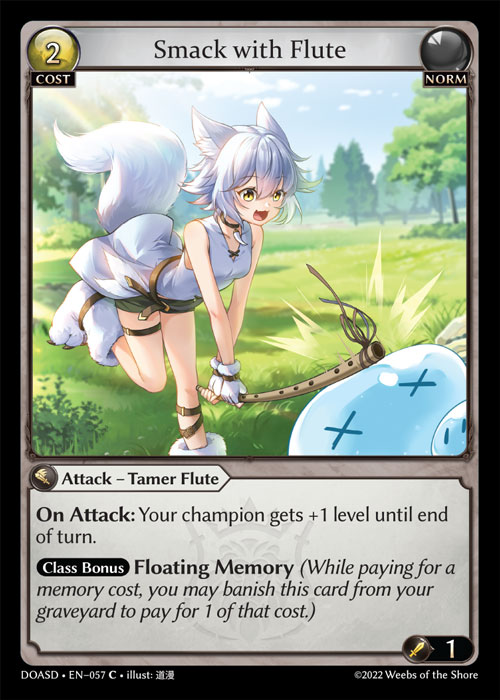 2 Smack with Flute
COST NORM
Attack – Tamer Flute
On Attack: Your champion gets +1 level until end
of turn.
Class Bonus Floating Memory (While paying for a
memory cost, you may banish this card from your
graveyard to pay for 1 of that cost.)
1
DOASD • EN–057 C • illust: 道漫 ©2022 Weebs of the Shore